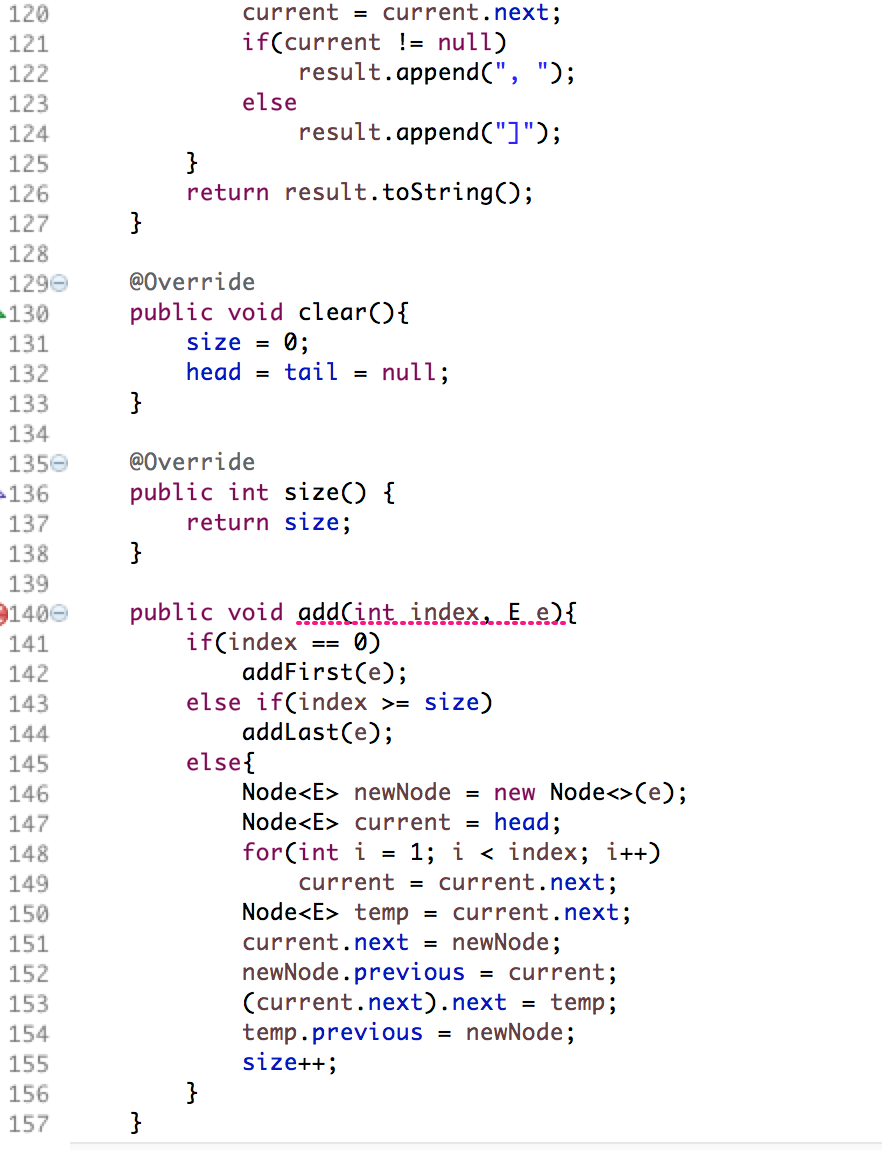 120 current = current.next;
121 if(current != null)
122 result.append(", ");
123 else
124 result.append("]");
125 }
126 return result.toString();
127 }
128
129 @Override
130 public void clear(){
131 size = 0;
132 head = tail = null;
133 }
134
135 @Override
136 public int size() {
137 return size;
138 }
139
140 public void add(int index, E e){
141 if(index == 0)
142 addFirst(e);
143 else if(index >= size)
144 addLast(e);
145 else{
146 Node<E> newNode = new Node<>(e);
147 Node<E> current = head;
148 for(int i = 1; i < index; i++)
149 current = current.next;
150 Node<E> temp = current.next;
151 current.next = newNode;
152 newNode.previous = current;
153 (current.next).next = temp;
154 temp.previous = newNode;
155 size++;
156 }
157 }